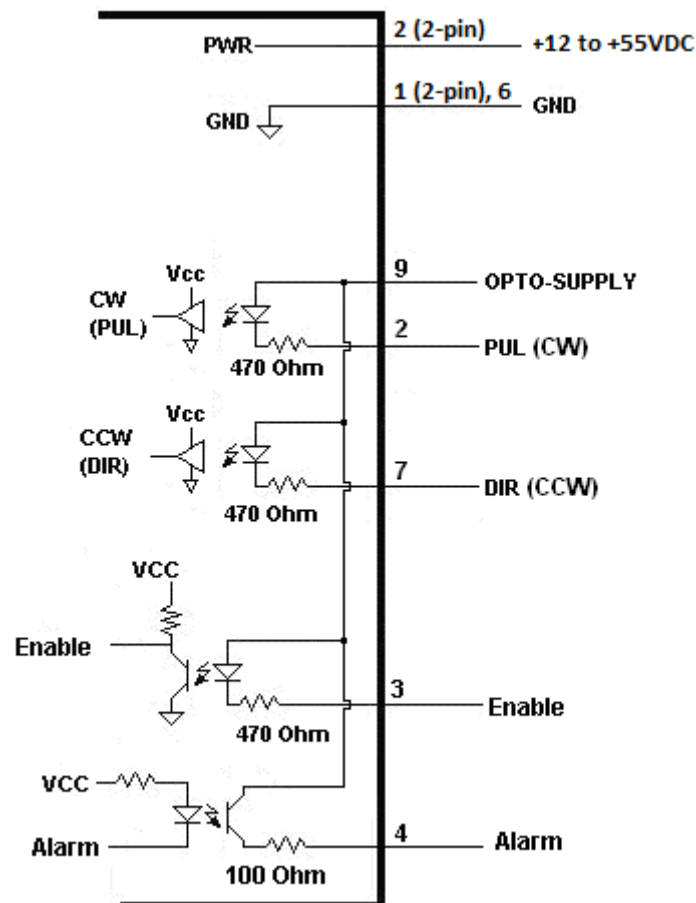 2 (2-pin)
PWR
+12 to +55VDC
1 (2-pin), 6
GND
GND
9
Vcc
OPTO-SUPPLY
CW
(PUL)
2
PUL (CW)
470 Ohm
Vcc
CCW
(DIR)
7
DIR (CCW)
470 Ohm
VCC
Enable
3
Enable
470 Ohm
VCC
4
Alarm
Alarm
100 Ohm